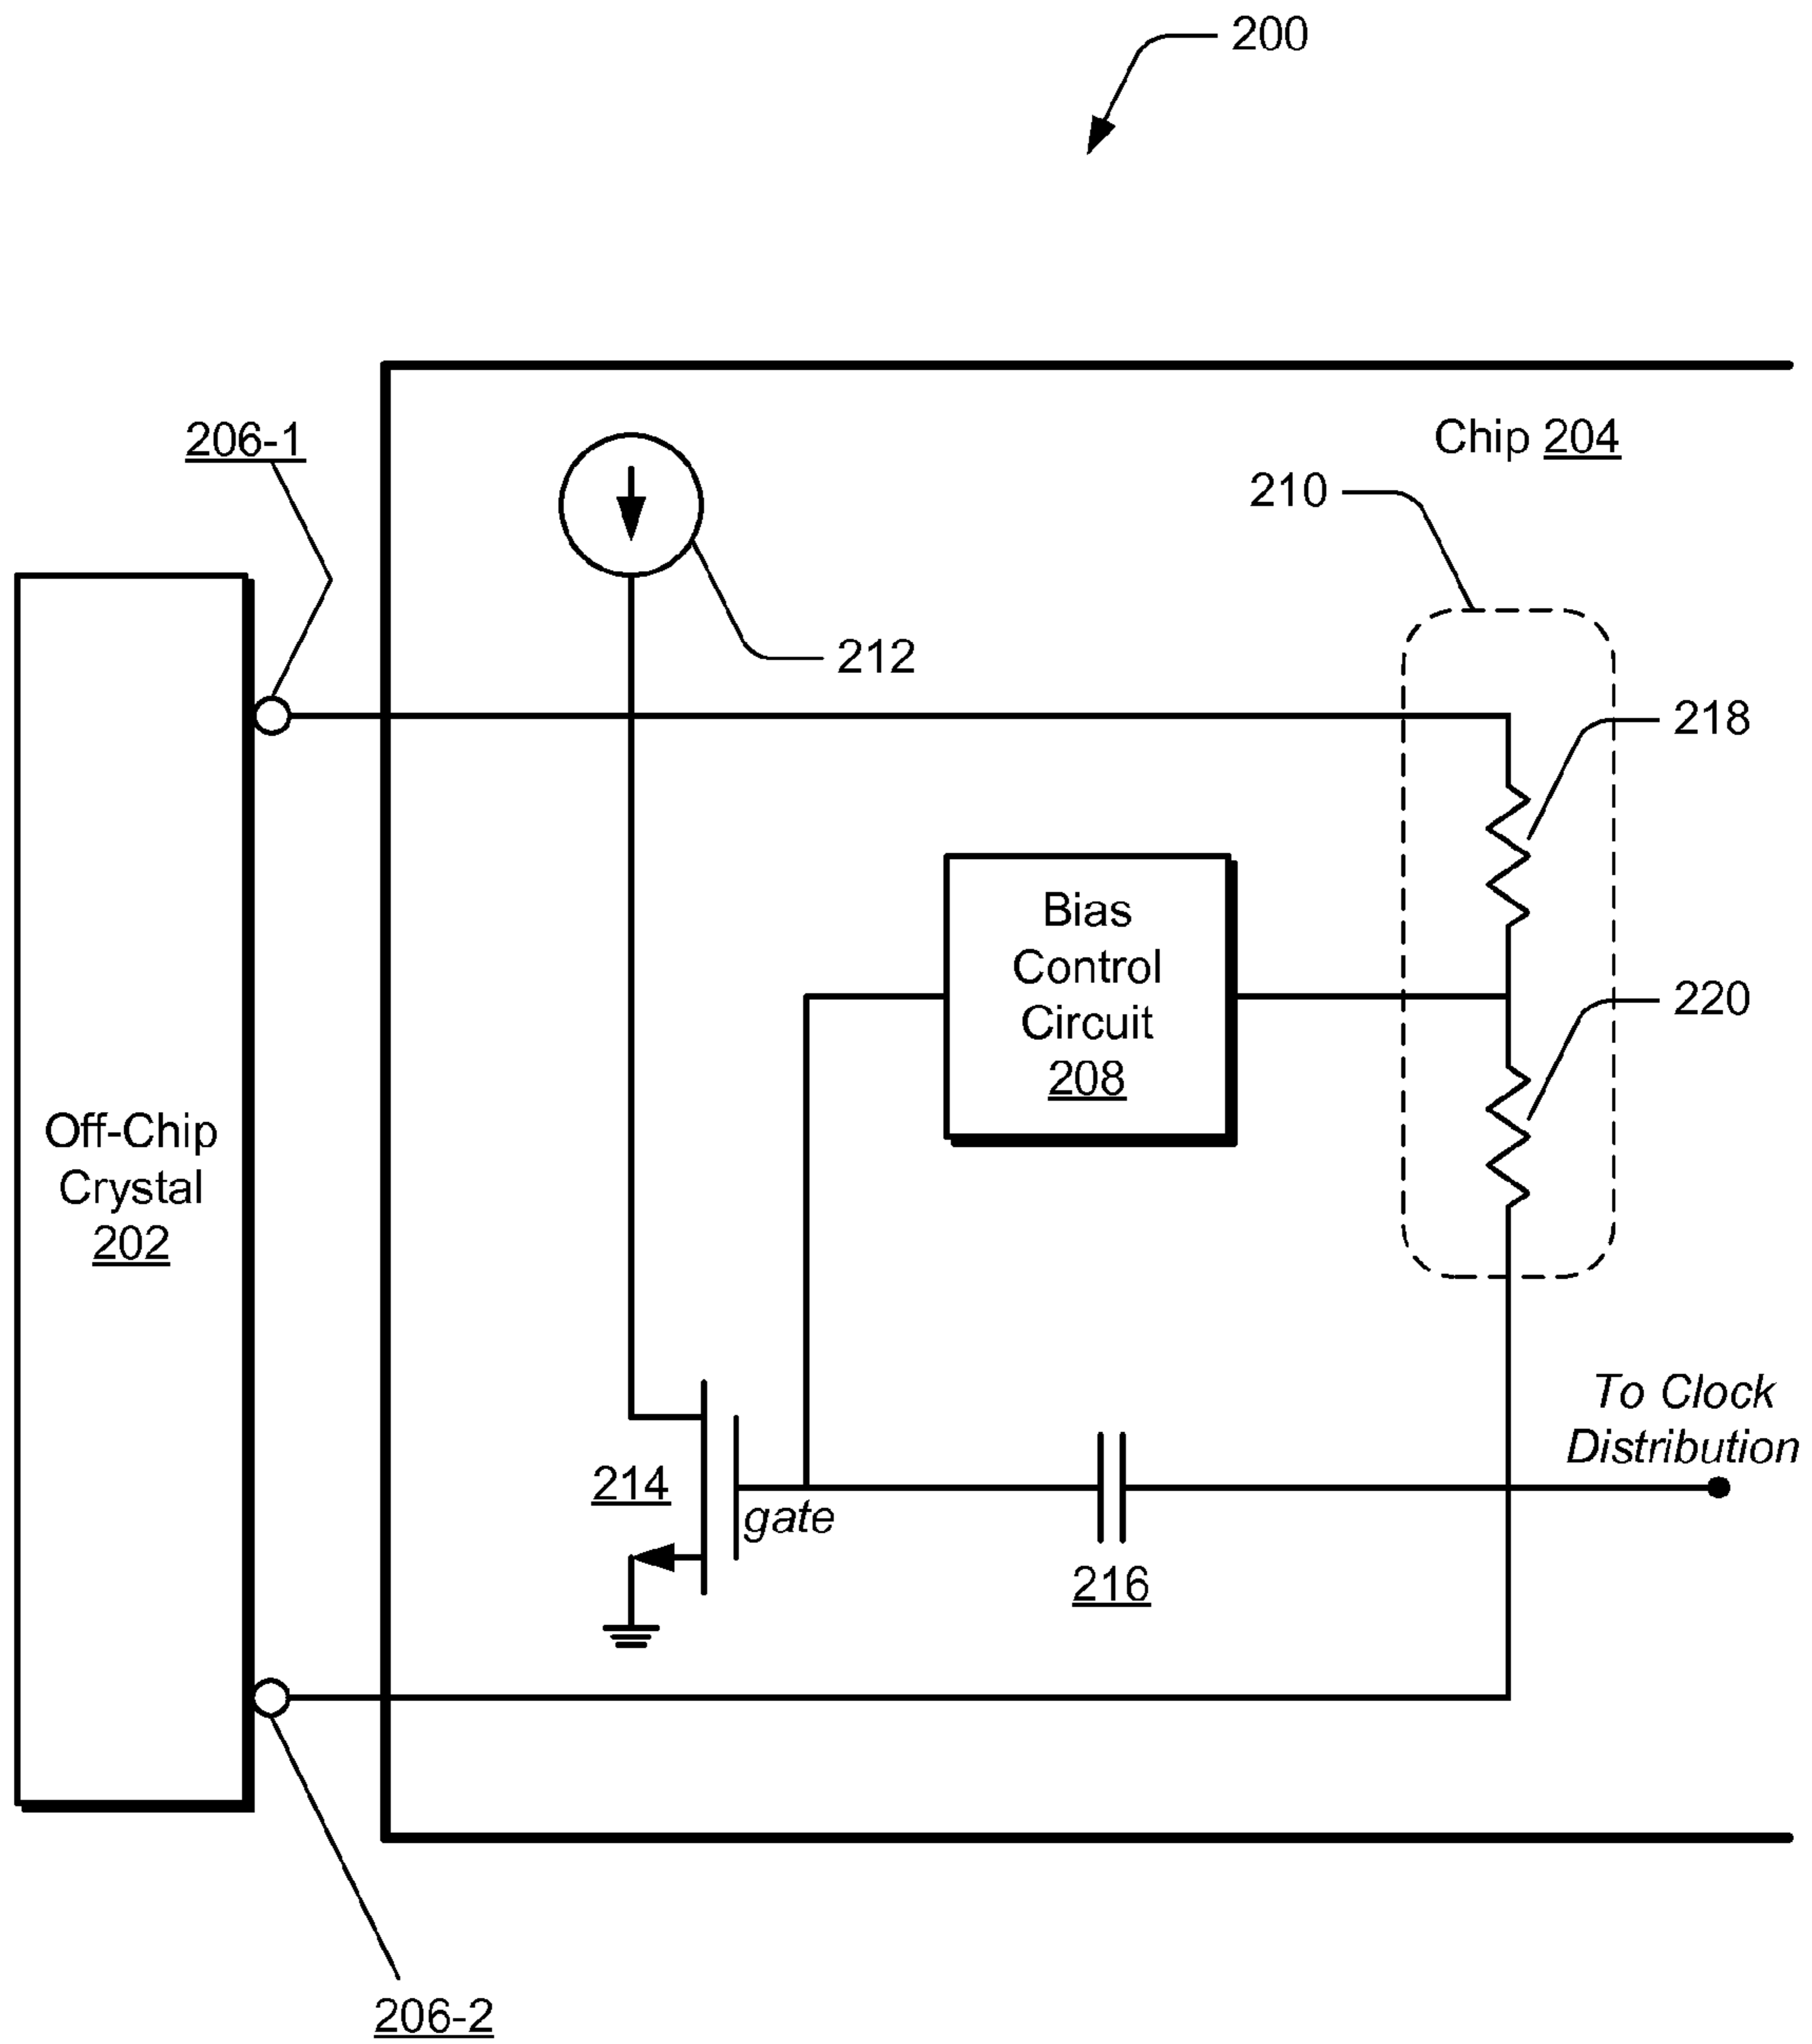 200
Chip 204
206-1
210
212
218
Bias
Control
Circuit
208
220
Off-Chip
Crystal
202
To Clock
Distribution
214
gate
216
206-2